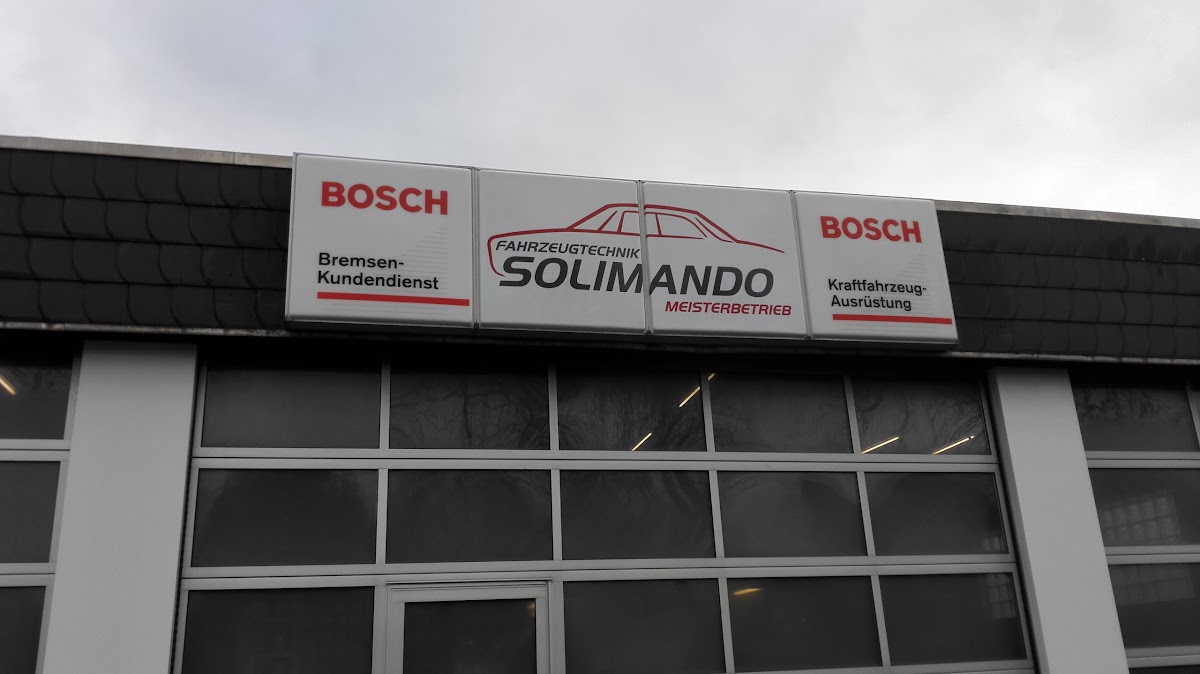 BOSCH
Bremsen-
Kundendienst
FAHRZEUGTECHNIK
SOLIMANDO
MEISTERBETRIEB
BOSCH
Kraftfahrzeug-
Ausrüstung